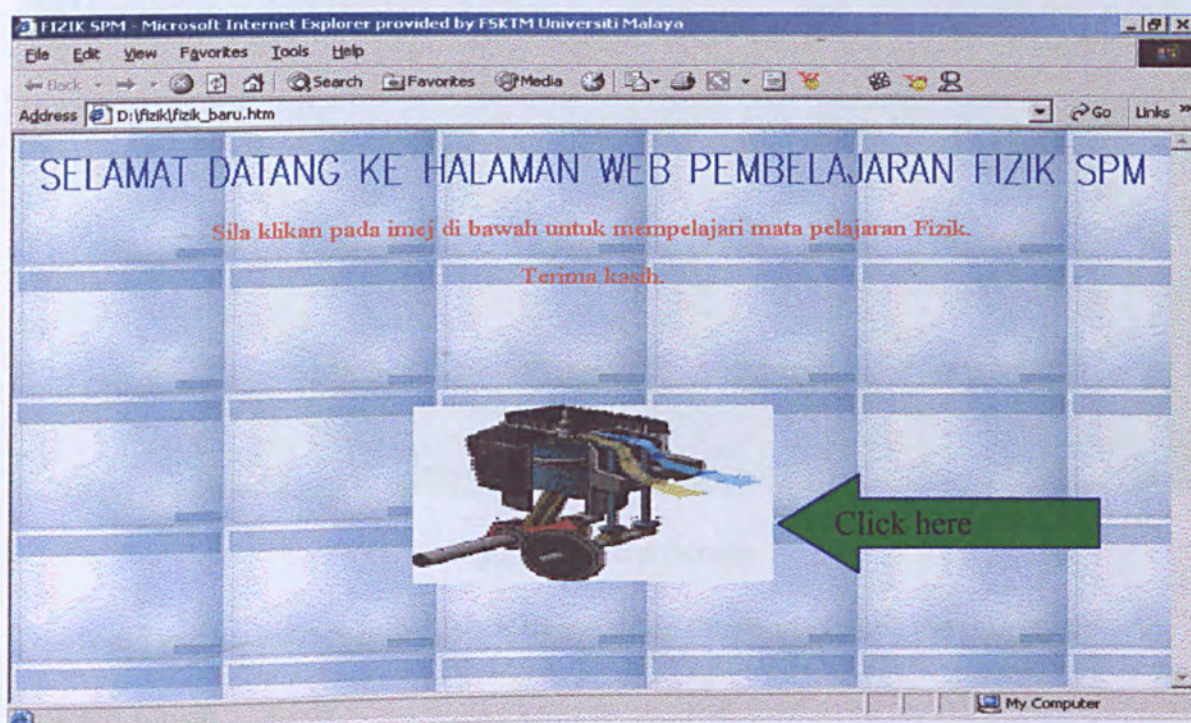 FIZIK SPM - Microsoft Internet Explorer provided by FSKTM Universiti Malaya
File Edit View Favorites Tools Help
Back Search Favorites Media
Address D:\fizik\fizik_baru.htm Go Links »
SELAMAT DATANG KE HALAMAN WEB PEMBELAJARAN FIZIK SPM
Sila klikan pada imej di bawah untuk mempelajari mata pelajaran Fizik.
Terima kasih.
Click here
My Computer